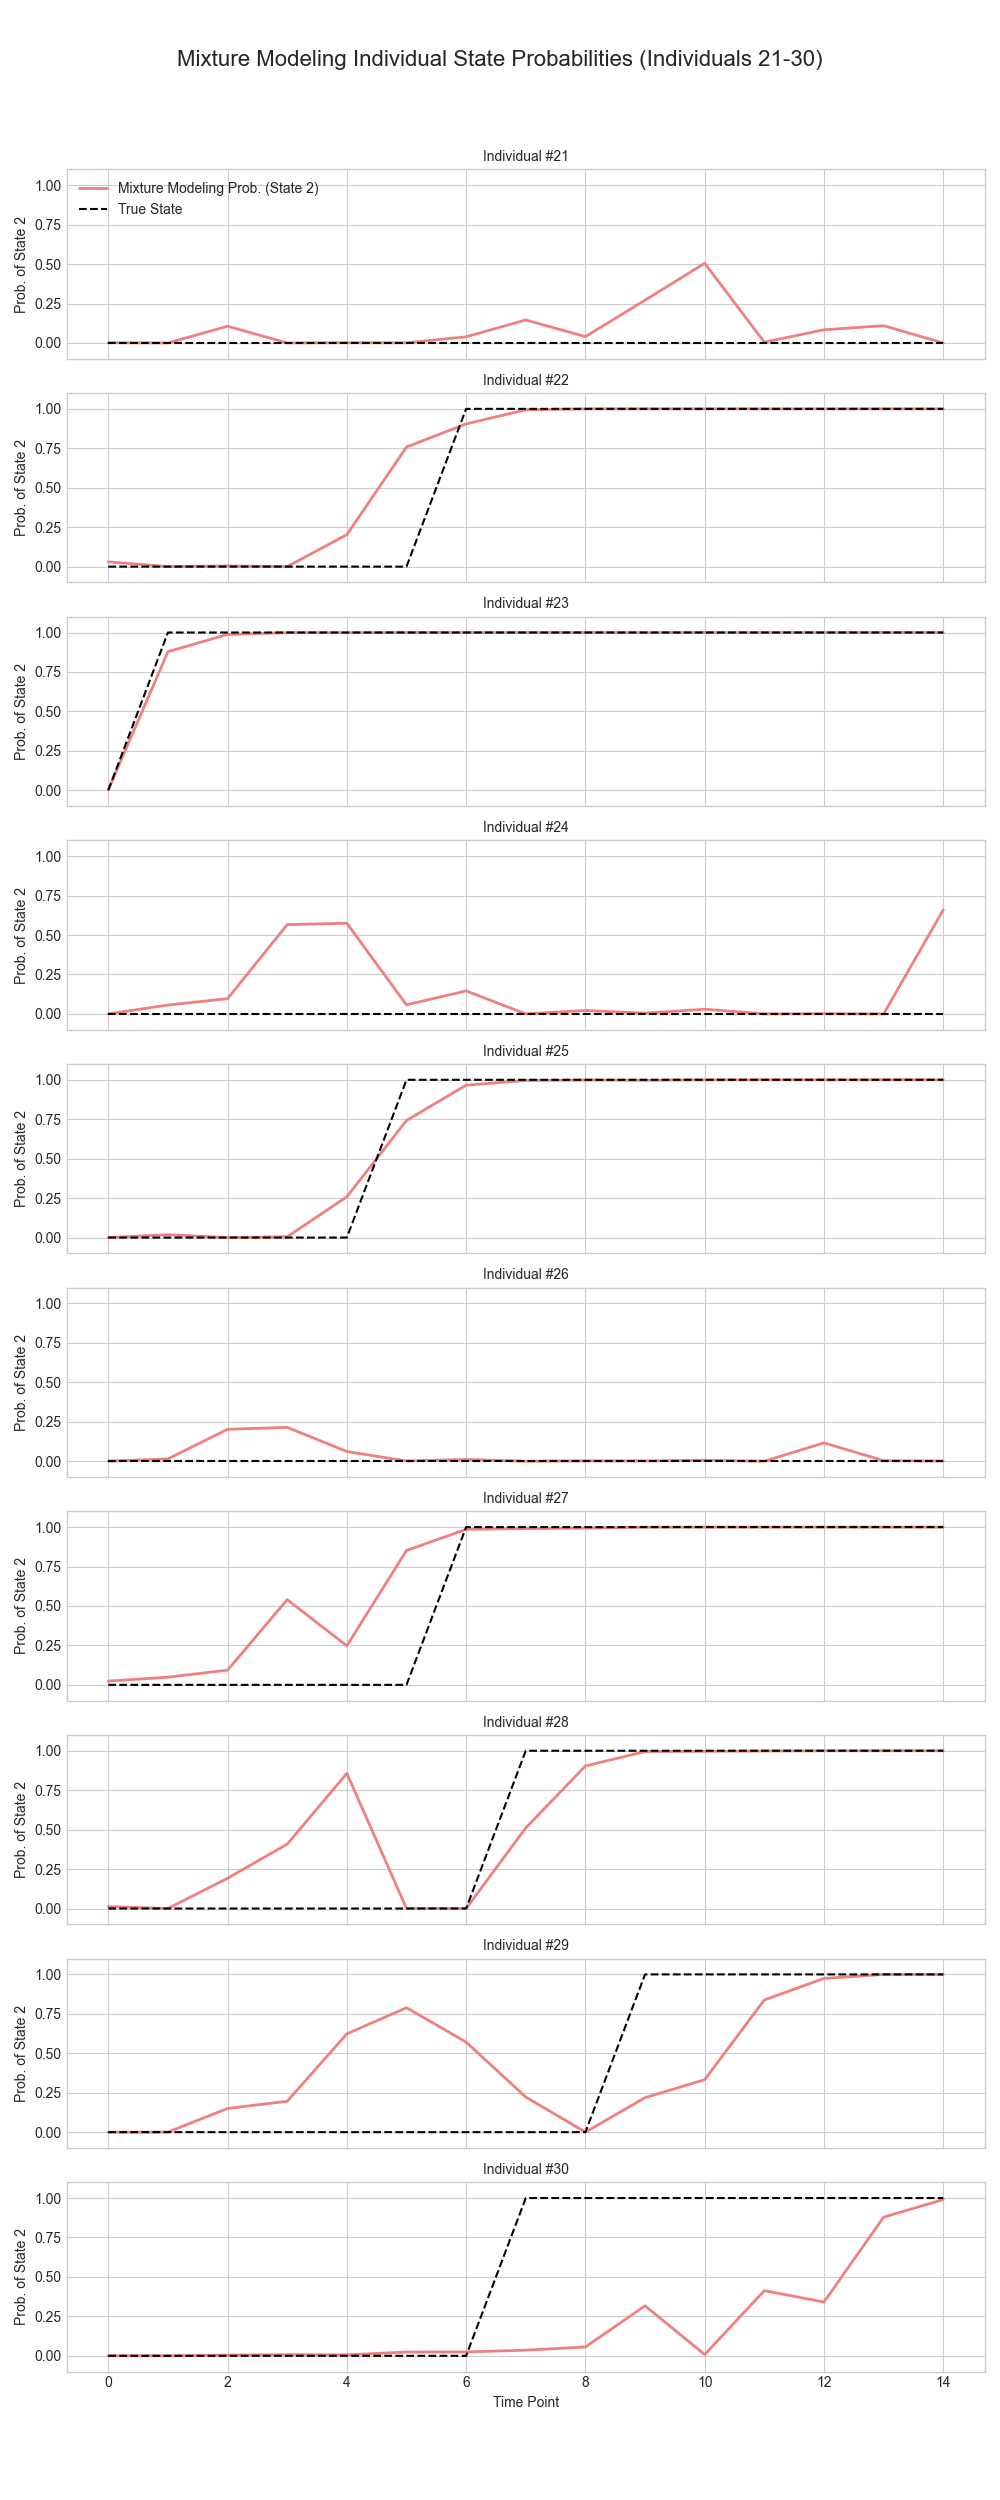 Mixture Modeling Individual State Probabilities (Individuals 21-30)
Individual #21
Mixture Modeling Prob. (State 2)
True State
Prob. of State 2
1.00
0.75
0.50
0.25
0.00
Individual #22
Prob. of State 2
1.00
0.75
0.50
0.25
0.00
Individual #23
Prob. of State 2
1.00
0.75
0.50
0.25
0.00
Individual #24
Prob. of State 2
1.00
0.75
0.50
0.25
0.00
Individual #25
Prob. of State 2
1.00
0.75
0.50
0.25
0.00
Individual #26
Prob. of State 2
1.00
0.75
0.50
0.25
0.00
Individual #27
Prob. of State 2
1.00
0.75
0.50
0.25
0.00
Individual #28
Prob. of State 2
1.00
0.75
0.50
0.25
0.00
Individual #29
Prob. of State 2
1.00
0.75
0.50
0.25
0.00
Individual #30
Prob. of State 2
1.00
0.75
0.50
0.25
0.00
0 2 4 6 8 10 12 14
Time Point